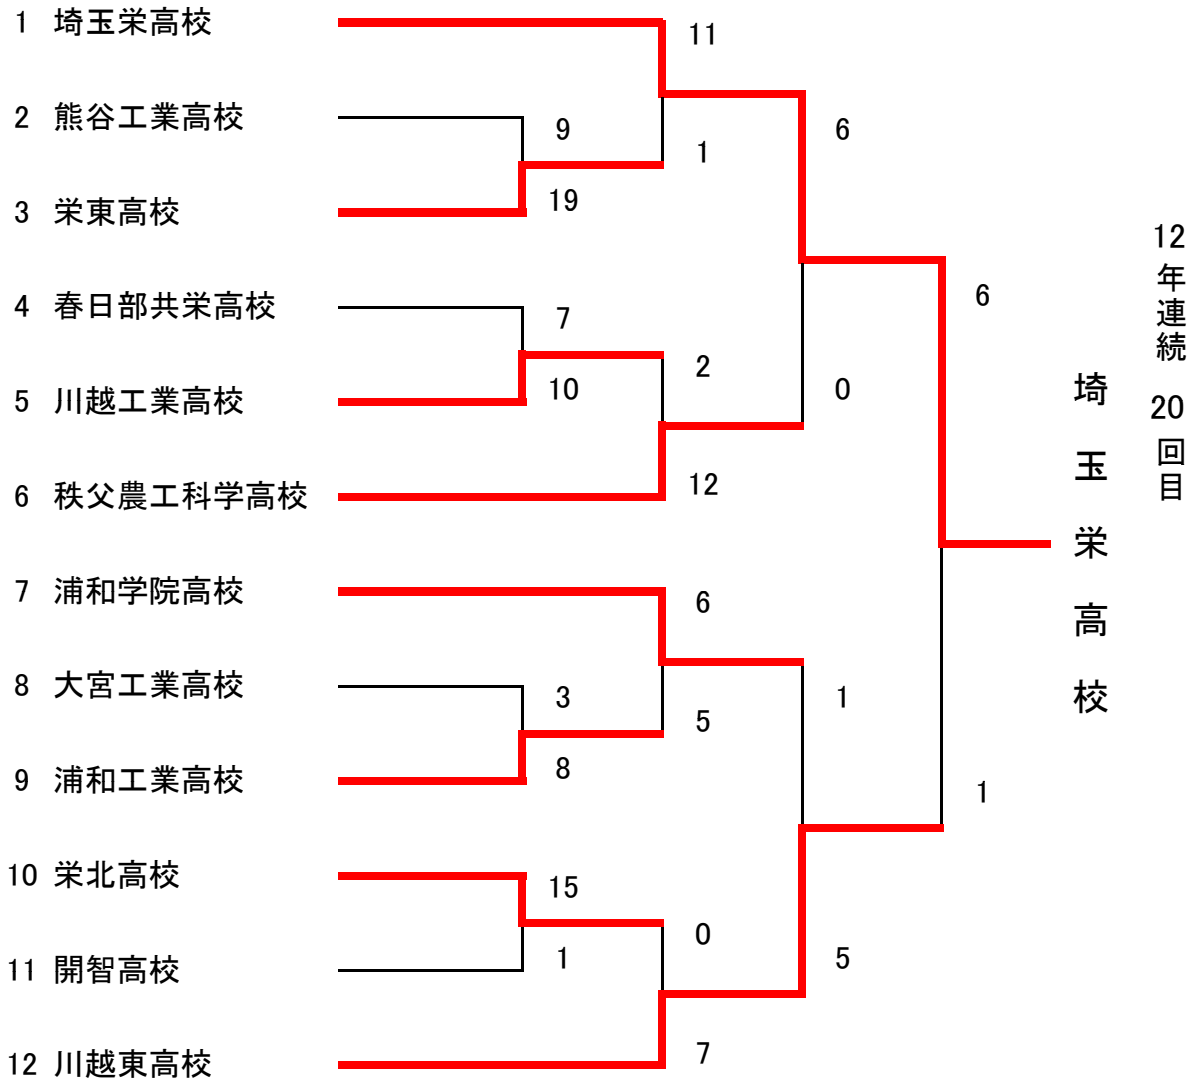 1 埼玉栄高校
11
2 熊谷工業高校
9
6
1
3 栄東高校
19
12年連続 20回目
4 春日部共栄高校
7
6
2
5 川越工業高校
10
0
埼玉栄高校
6 秩父農工科学高校
12
7 浦和学院高校
6
8 大宮工業高校
3
1
5
9 浦和工業高校
8
1
10 栄北高校
15
0
11 開智高校
1
5
12 川越東高校
7